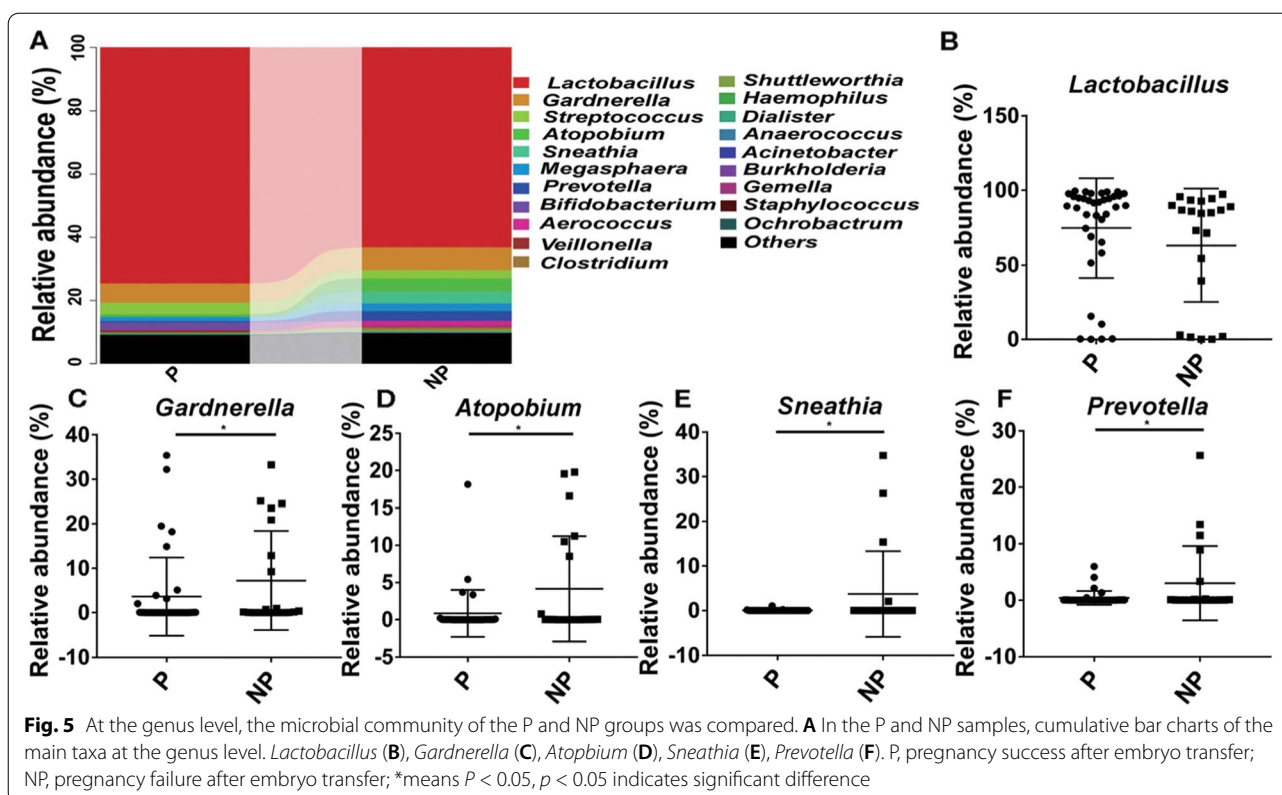 A
Relative abundance (%)
100
80
60
40
20
0
P
NP
Lactobacillus
Gardnerella
Streptococcus
Atopobium
Sneathia
Megasphaera
Prevotella
Bifidobacterium
Aerococcus
Veillonella
Clostridium
Shuttleworthia
Haemophilus
Dialister
Anaerococcus
Acinetobacter
Burkholderia
Gemella
Staphylococcus
Ochrobactrum
Others
B
Lactobacillus
Relative abundance (%)
150
100
50
0
P
NP
C
Gardnerella
Relative abundance (%)
40
30
20
10
0
-10
*
P
NP
D
Atopobium
Relative abundance (%)
25
20
15
10
5
0
-5
*
P
NP
E
Sneathia
Relative abundance (%)
40
30
20
10
0
-10
*
P
NP
F
Prevotella
Relative abundance (%)
30
20
10
0
-10
*
P
NP
Fig. 5 At the genus level, the microbial community of the P and NP groups was compared. A In the P and NP samples, cumulative bar charts of the
main taxa at the genus level. Lactobacillus (B), Gardnerella (C), Atopbium (D), Sneathia (E), Prevotella (F). P, pregnancy success after embryo transfer;
NP, pregnancy failure after embryo transfer; *means P < 0.05, p < 0.05 indicates significant difference